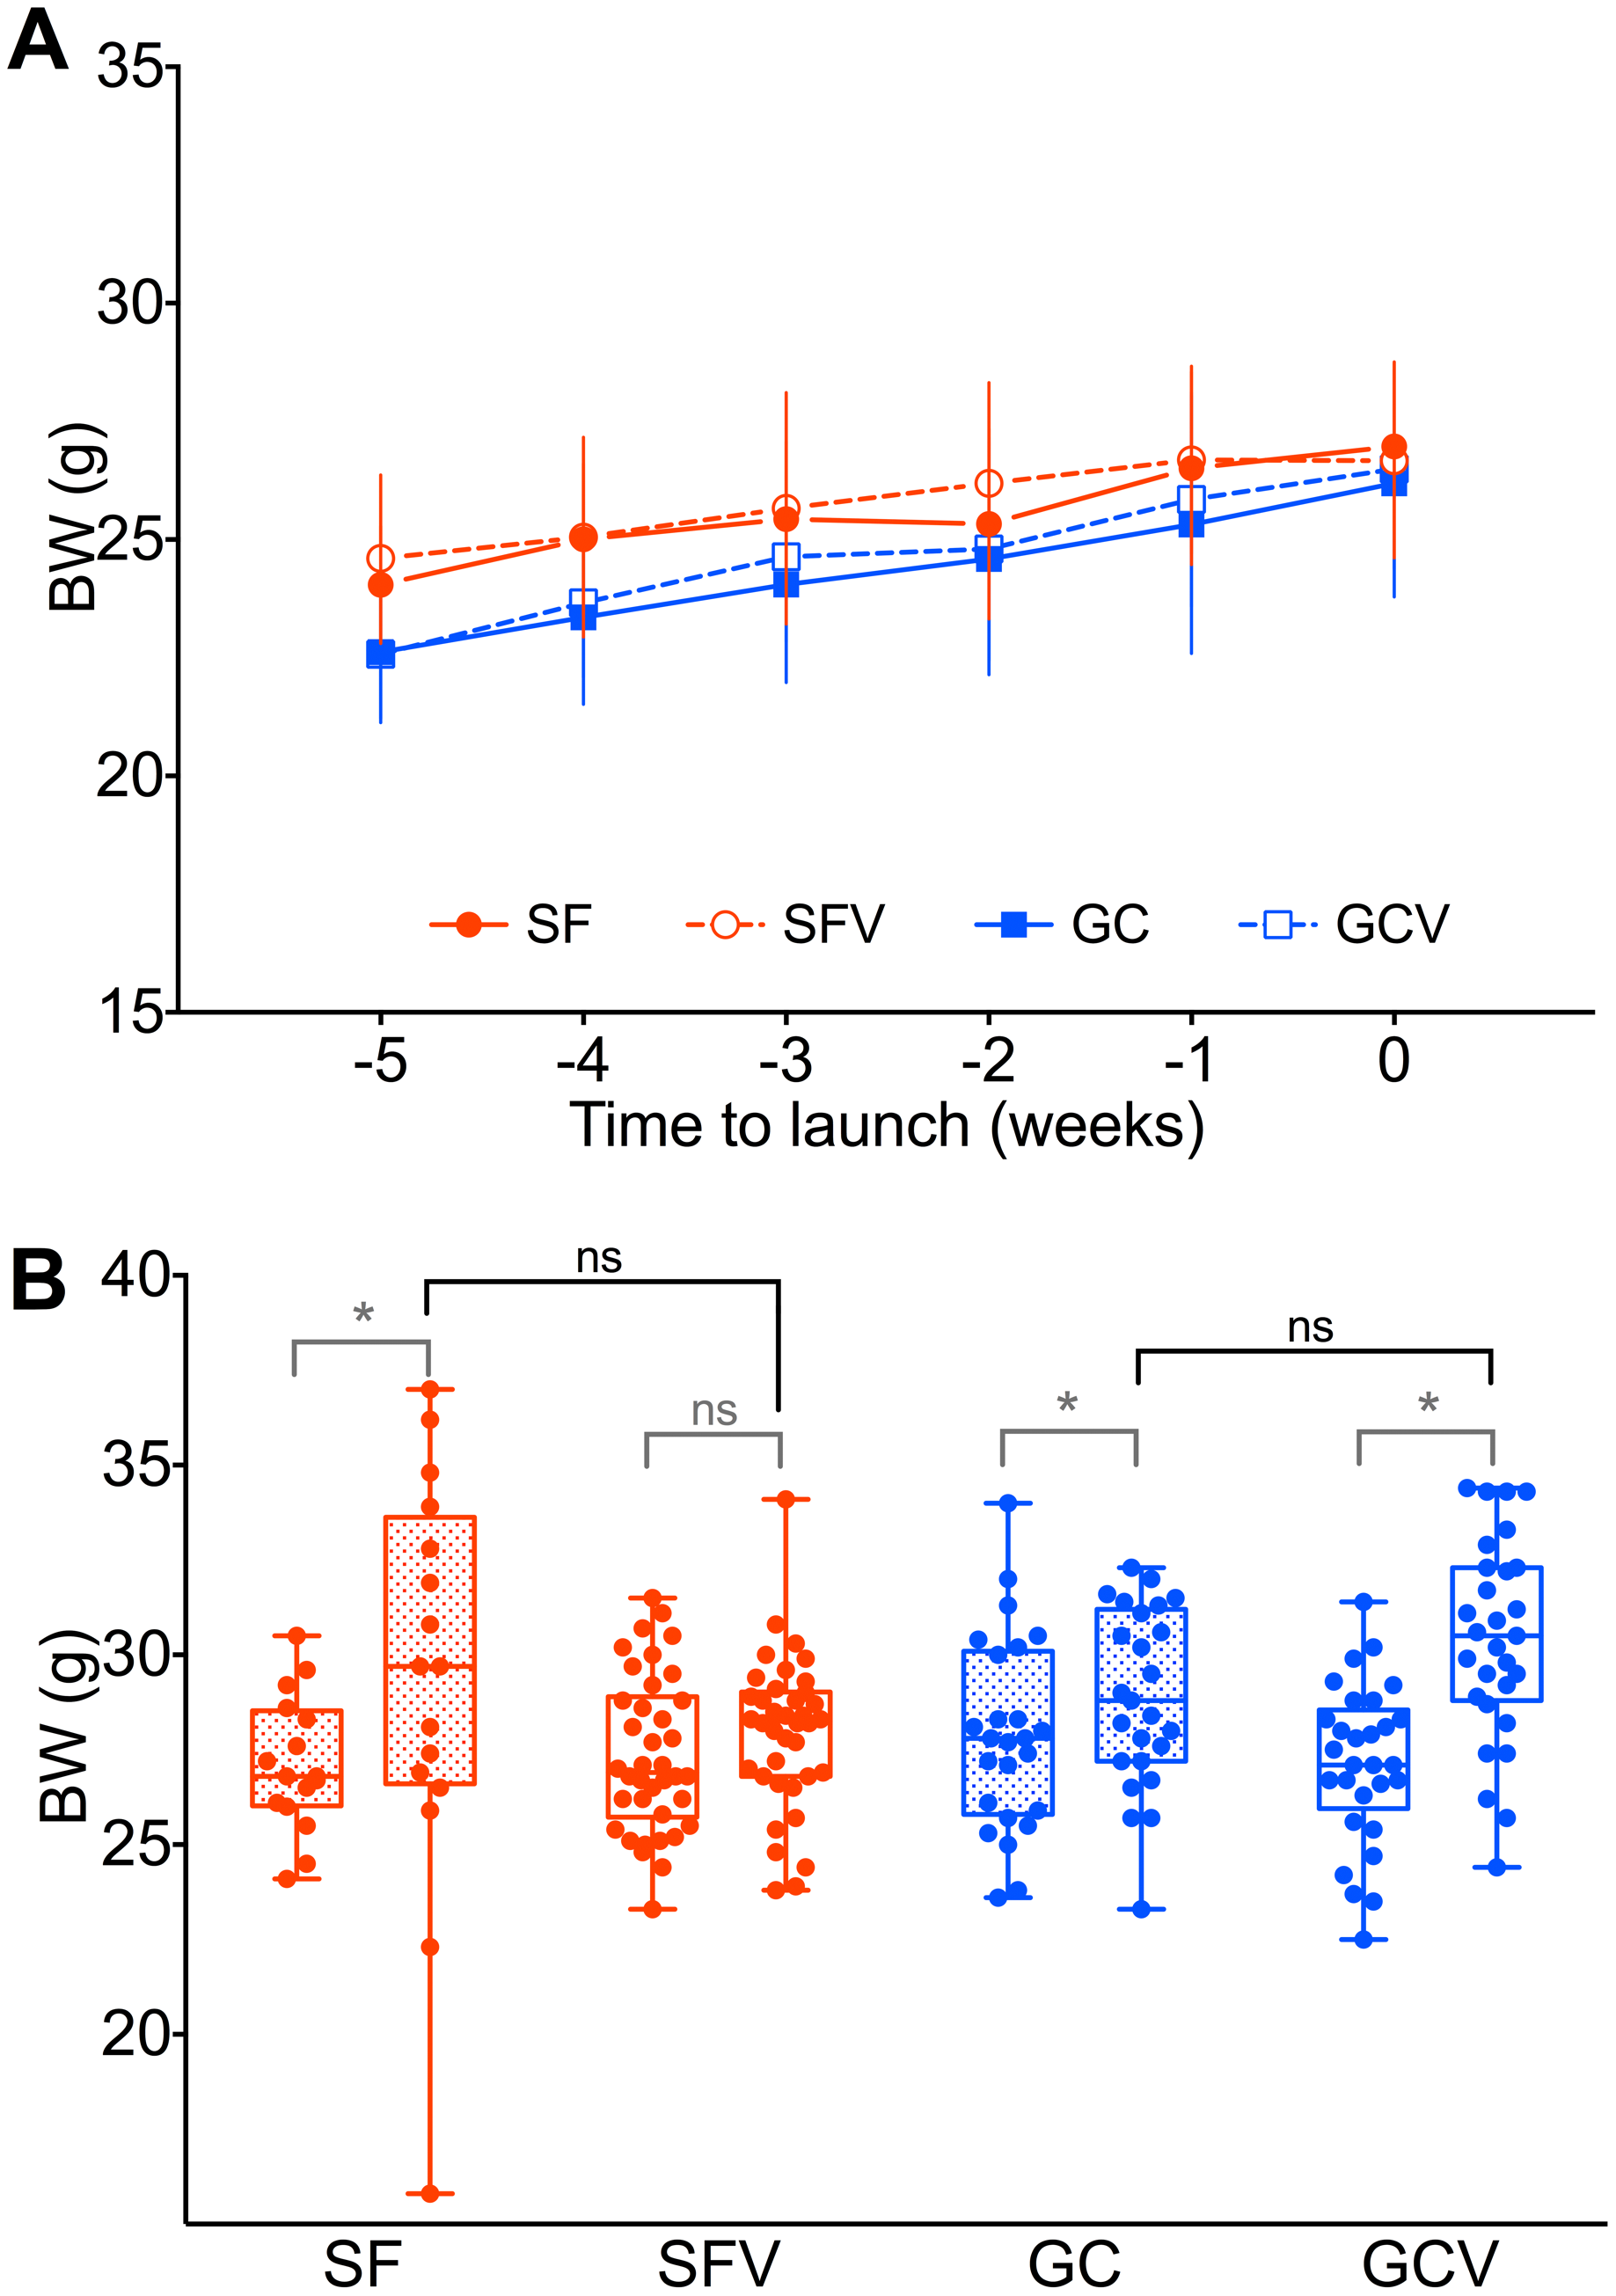 A
35
30
BW (g)
25
20
SF SFV GC GCV
15
-5 -4 -3 -2 -1 0
Time to launch (weeks)
B
40
ns
*
ns
ns
*
*
35
30
BW (g)
25
20
SF SFV GC GCV